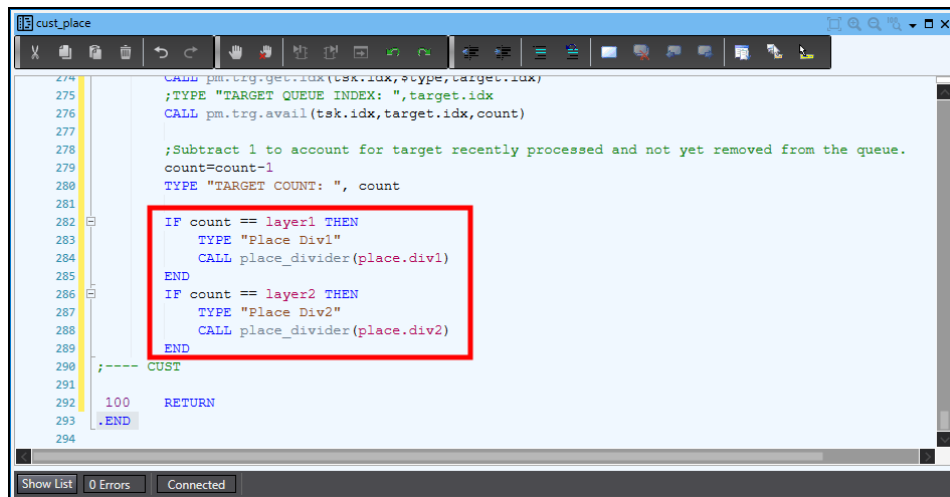 cust_place
274 CALL pm.trg.get.idx(tsk.idx,$type,target.idx)
275 ;TYPE "TARGET QUEUE INDEX: ",target.idx
276 CALL pm.trg.avail(tsk.idx,target.idx,count)
277
278 ;Subtract 1 to account for target recently processed and not yet removed from the queue.
279 count=count-1
280 TYPE "TARGET COUNT: ", count
281
282 IF count == layer1 THEN
283 TYPE "Place Div1"
284 CALL place_divider(place.div1)
285 END
286 IF count == layer2 THEN
287 TYPE "Place Div2"
288 CALL place_divider(place.div2)
289 END
290 ;---- CUST
291
292 100 RETURN
293 .END
294
Show List 0 Errors Connected